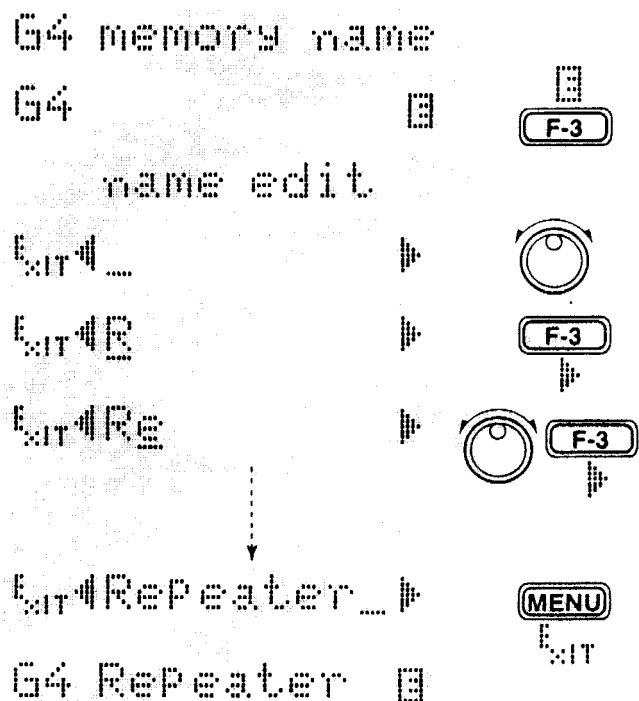 G4 memory name
G4 E
E
F-3
name edit
EXIT◀_ ▶
EXIT◀R ▶
F-3
▶
EXIT◀Re ▶
F-3
▶
EXIT◀Repeater_▶
MENU
EXIT
G4 Repeater E